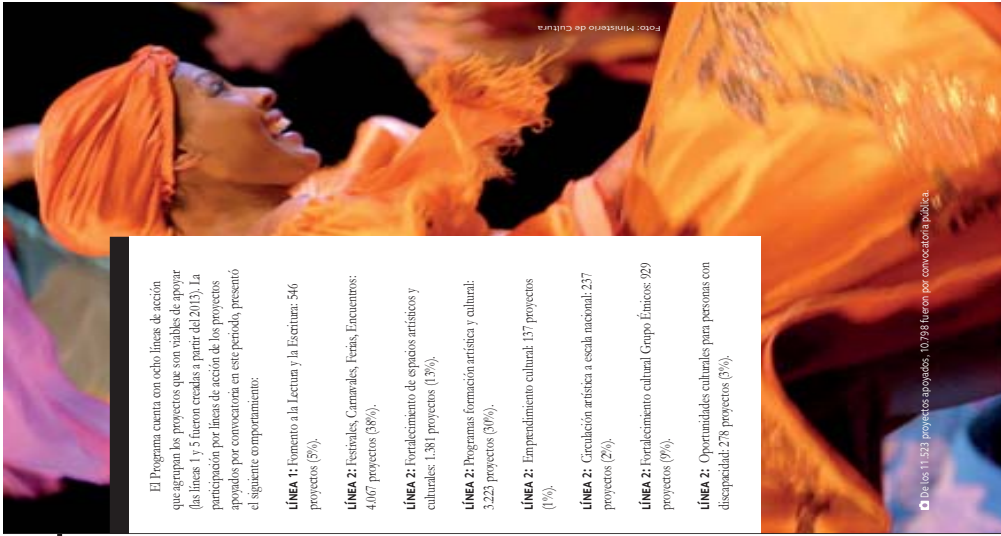 El Programa cuenta con ocho líneas de acción
que agrupan los proyectos que son viables de apoyar
(las líneas 1 y 5 fueron creadas a partir del 2013). La
participación por líneas de acción de los proyectos
apoyados por convocatoria en este periodo, presentó
el siguiente comportamiento:
LÍNEA 1: Fomento a la Lectura y la Escritura: 546
proyectos (5%).
LÍNEA 2: Festivales, Carnavales, Ferias, Encuentros:
4.067 proyectos (38%).
LÍNEA 2: Fortalecimiento de espacios artísticos y
culturales: 1.381 proyectos (13%).
LÍNEA 2: Programas formación artística y cultural:
3.223 proyectos (30%).
LÍNEA 2: Emprendimiento cultural: 137 proyectos
(1%).
LÍNEA 2: Circulación artística a escala nacional: 237
proyectos (2%).
LÍNEA 2: Fortalecimiento cultural Grupo Étnicos: 929
proyectos (9%).
LÍNEA 2: Oportunidades culturales para personas con
discapacidad: 278 proyectos (3%).
De los 11.523 proyectos apoyados, 10.798 fueron por convocatoria pública.
Foto: Ministerio de Cultura